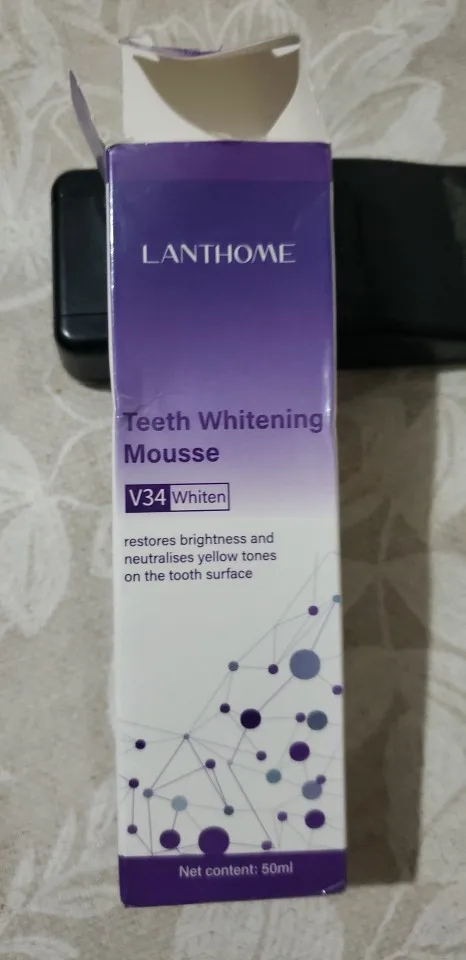 LANTHOME
Teeth Whitening
Mousse
V34 Whiten
restores brightness and
neutralises yellow tones
on the tooth surface
Net content: 50ml